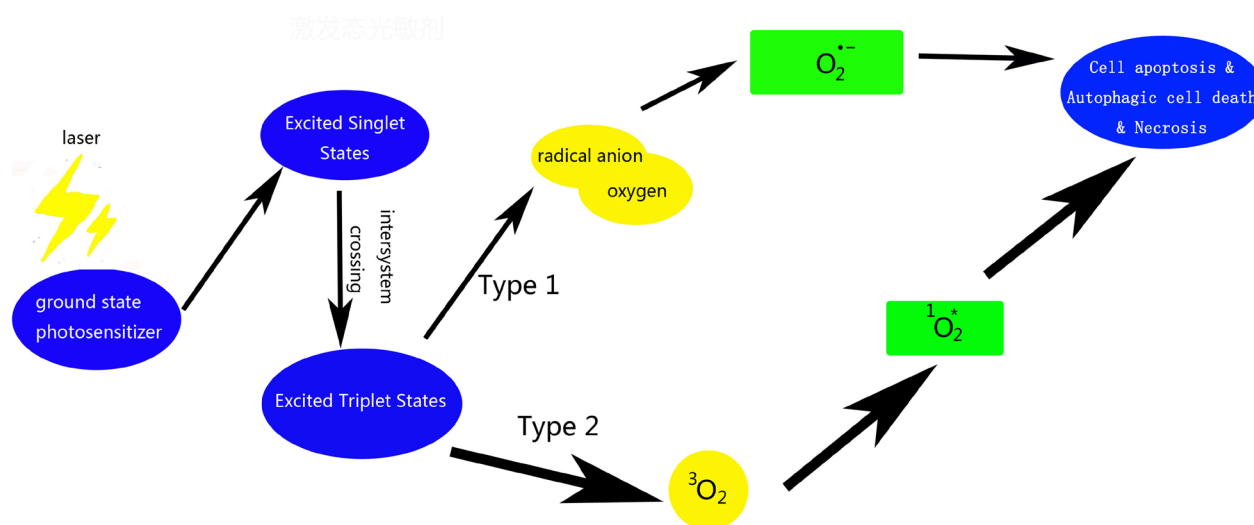 激发态光敏剂
laser
ground state
photosensitizer
Excited Singlet
States
intersystem
crossing
Excited Triplet States
Type 1
radical anion
oxygen
O₂•−
Type 2
³O₂
¹O₂*
Cell apoptosis &
Autophagic cell death
& Necrosis